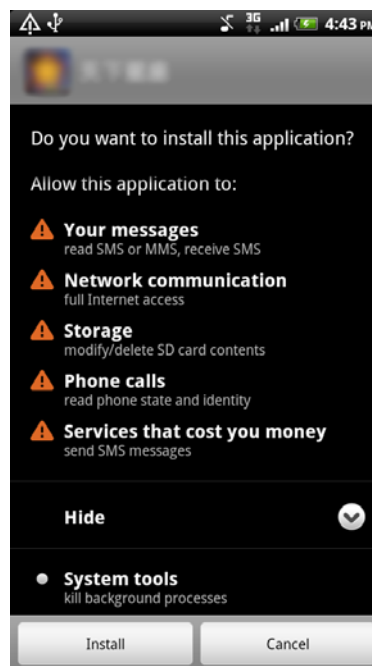 3G
4:43 PM
Do you want to install this application?
Allow this application to:
Your messages
read SMS or MMS, receive SMS
Network communication
full Internet access
Storage
modify/delete SD card contents
Phone calls
read phone state and identity
Services that cost you money
send SMS messages
Hide
System tools
kill background processes
Install
Cancel